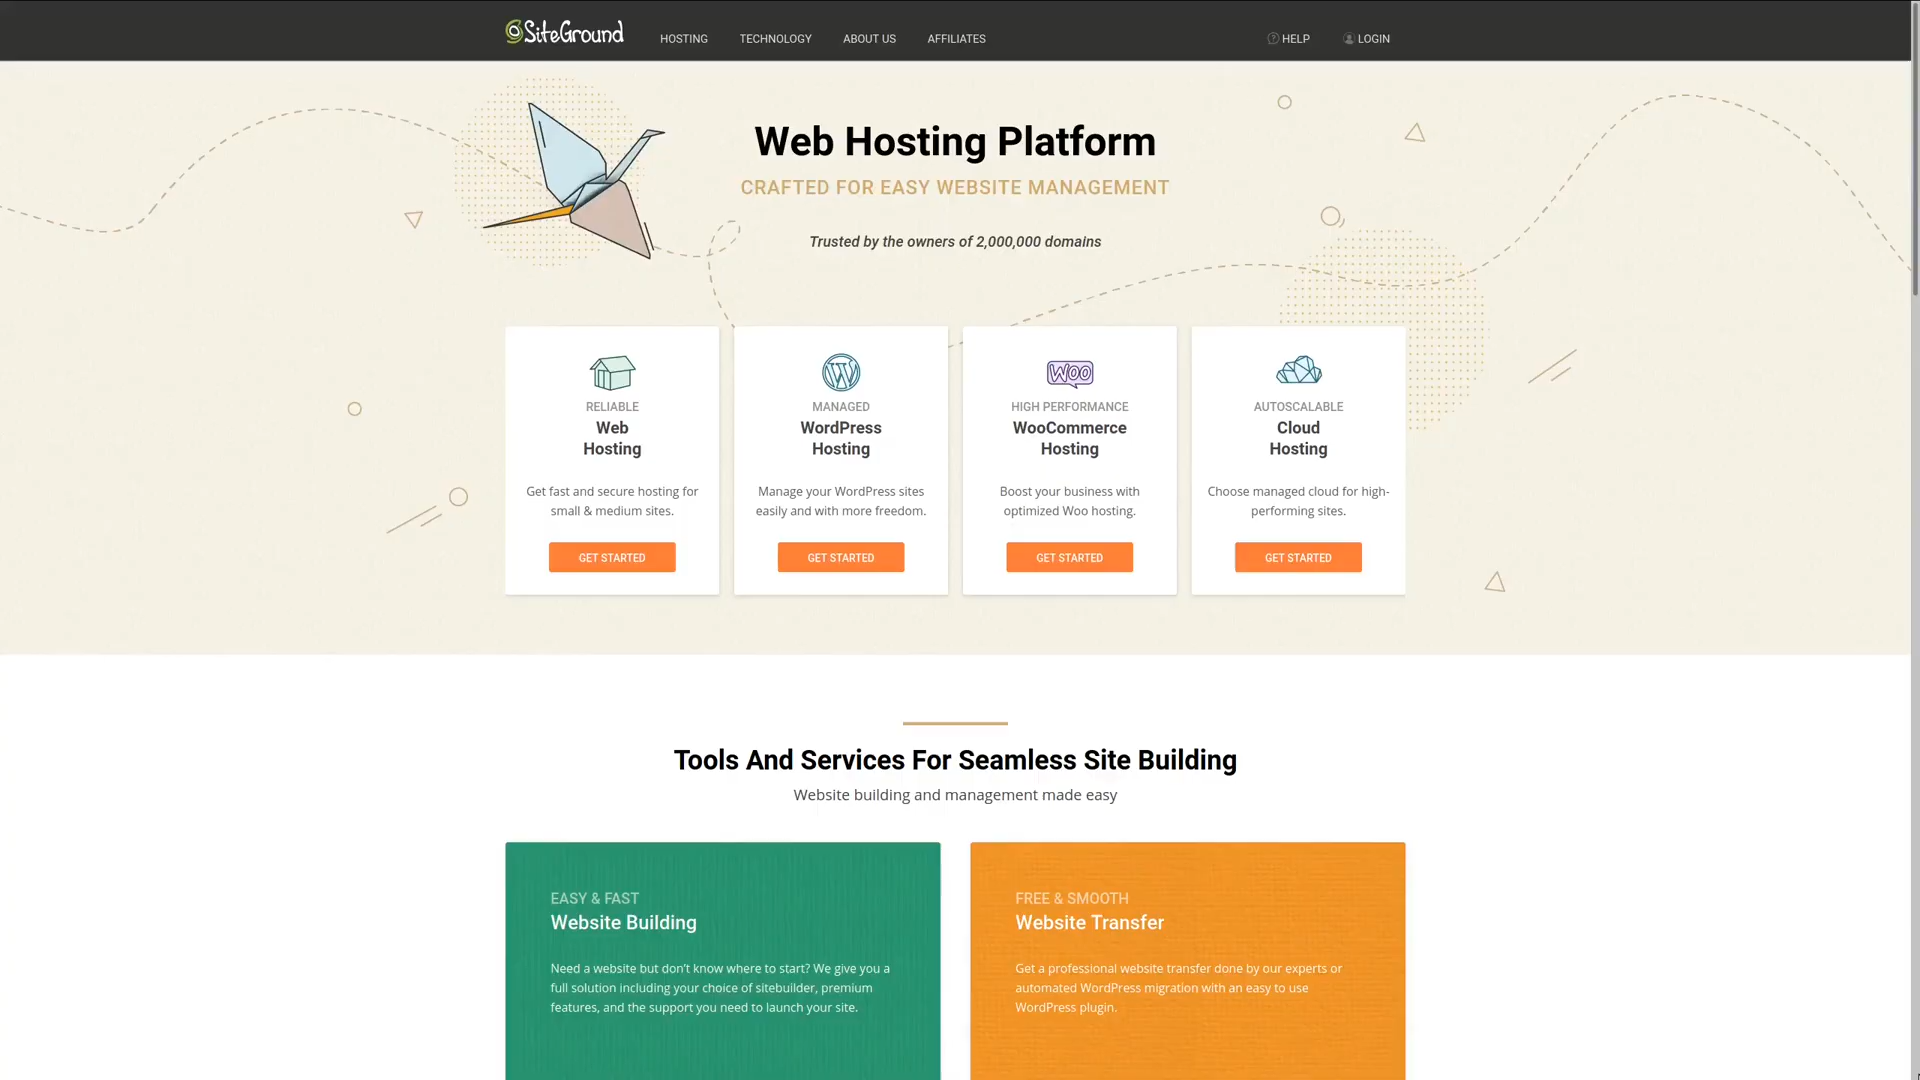 SiteGround
HOSTING
TECHNOLOGY
ABOUT US
AFFILIATES
HELP
LOGIN
Web Hosting Platform
CRAFTED FOR EASY WEBSITE MANAGEMENT
Trusted by the owners of 2,000,000 domains
RELIABLE
Web
Hosting
Get fast and secure hosting for
small & medium sites.
GET STARTED
MANAGED
WordPress
Hosting
Manage your WordPress sites
easily and with more freedom.
GET STARTED
WOO
HIGH PERFORMANCE
WooCommerce
Hosting
Boost your business with
optimized Woo hosting.
GET STARTED
AUTOSCALABLE
Cloud
Hosting
Choose managed cloud for high-
performing sites.
GET STARTED
Tools And Services For Seamless Site Building
Website building and management made easy
EASY & FAST
Website Building
Need a website but don't know where to start? We give you a
full solution including your choice of sitebuilder, premium
features, and the support you need to launch your site.
FREE & SMOOTH
Website Transfer
Get a professional website transfer done by our experts or
automated WordPress migration with an easy to use
WordPress plugin.